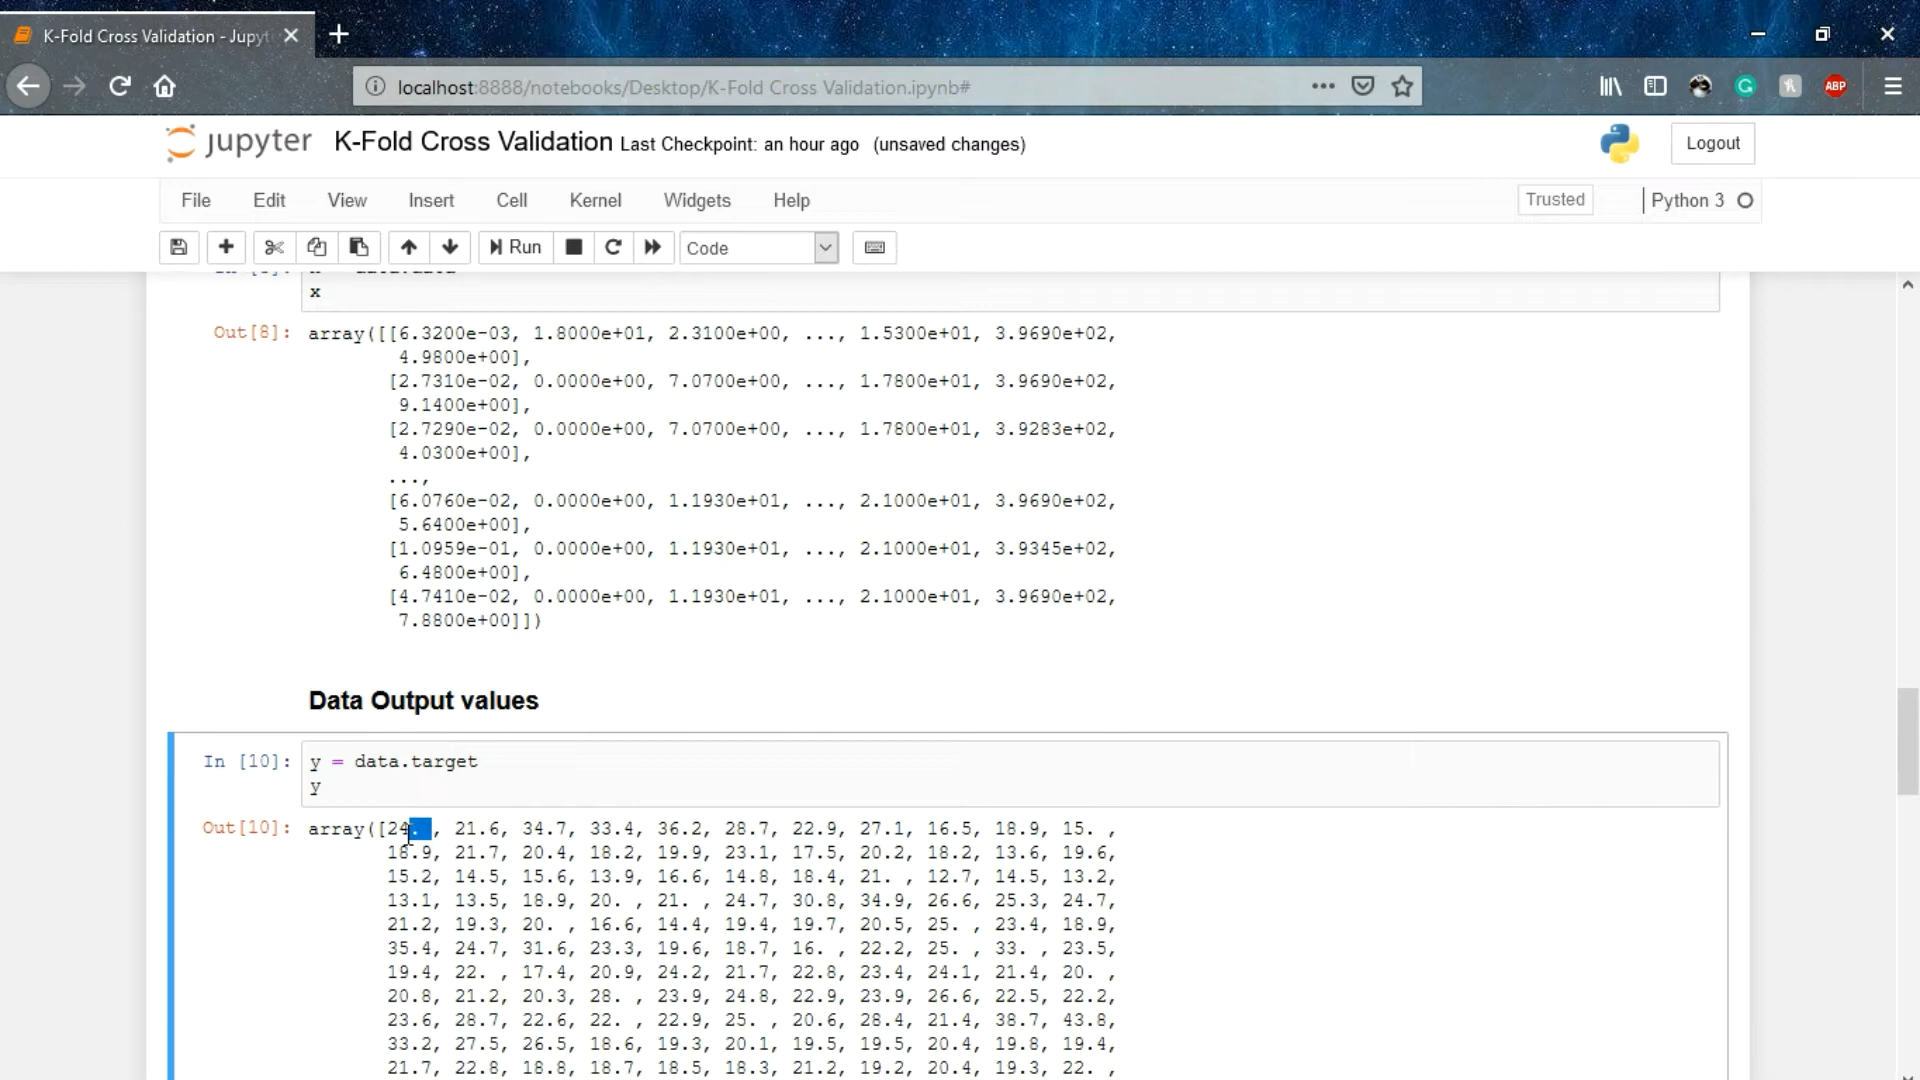 K-Fold Cross Validation - Jupyt
localhost:8888/notebooks/Desktop/K-Fold Cross Validation.ipynb#
ABP
jupyter K-Fold Cross Validation Last Checkpoint: an hour ago (unsaved changes)
Logout
File Edit View Insert Cell Kernel Widgets Help
Trusted
Python 3
Run
Code
x
Out[8]: array([[6.3200e-03, 1.8000e+01, 2.3100e+00, ..., 1.5300e+01, 3.9690e+02,
4.9800e+00],
[2.7310e-02, 0.0000e+00, 7.0700e+00, ..., 1.7800e+01, 3.9690e+02,
9.1400e+00],
[2.7290e-02, 0.0000e+00, 7.0700e+00, ..., 1.7800e+01, 3.9283e+02,
4.0300e+00],
...,
[6.0760e-02, 0.0000e+00, 1.1930e+01, ..., 2.1000e+01, 3.9690e+02,
5.6400e+00],
[1.0959e-01, 0.0000e+00, 1.1930e+01, ..., 2.1000e+01, 3.9345e+02,
6.4800e+00],
[4.7410e-02, 0.0000e+00, 1.1930e+01, ..., 2.1000e+01, 3.9690e+02,
7.8800e+00]])
Data Output values
In [10]: y = data.target
y
Out[10]: array([24. , 21.6, 34.7, 33.4, 36.2, 28.7, 22.9, 27.1, 16.5, 18.9, 15. ,
18.9, 21.7, 20.4, 18.2, 19.9, 23.1, 17.5, 20.2, 18.2, 13.6, 19.6,
15.2, 14.5, 15.6, 13.9, 16.6, 14.8, 18.4, 21. , 12.7, 14.5, 13.2,
13.1, 13.5, 18.9, 20. , 21. , 24.7, 30.8, 34.9, 26.6, 25.3, 24.7,
21.2, 19.3, 20. , 16.6, 14.4, 19.4, 19.7, 20.5, 25. , 23.4, 18.9,
35.4, 24.7, 31.6, 23.3, 19.6, 18.7, 16. , 22.2, 25. , 33. , 23.5,
19.4, 22. , 17.4, 20.9, 24.2, 21.7, 22.8, 23.4, 24.1, 21.4, 20. ,
20.8, 21.2, 20.3, 28. , 23.9, 24.8, 22.9, 23.9, 26.6, 22.5, 22.2,
23.6, 28.7, 22.6, 22. , 22.9, 25. , 20.6, 28.4, 21.4, 38.7, 43.8,
33.2, 27.5, 26.5, 18.6, 19.3, 20.1, 19.5, 19.5, 20.4, 19.8, 19.4,
21.7, 22.8, 18.8, 18.7, 18.5, 18.3, 21.2, 19.2, 20.4, 19.3, 22. ,